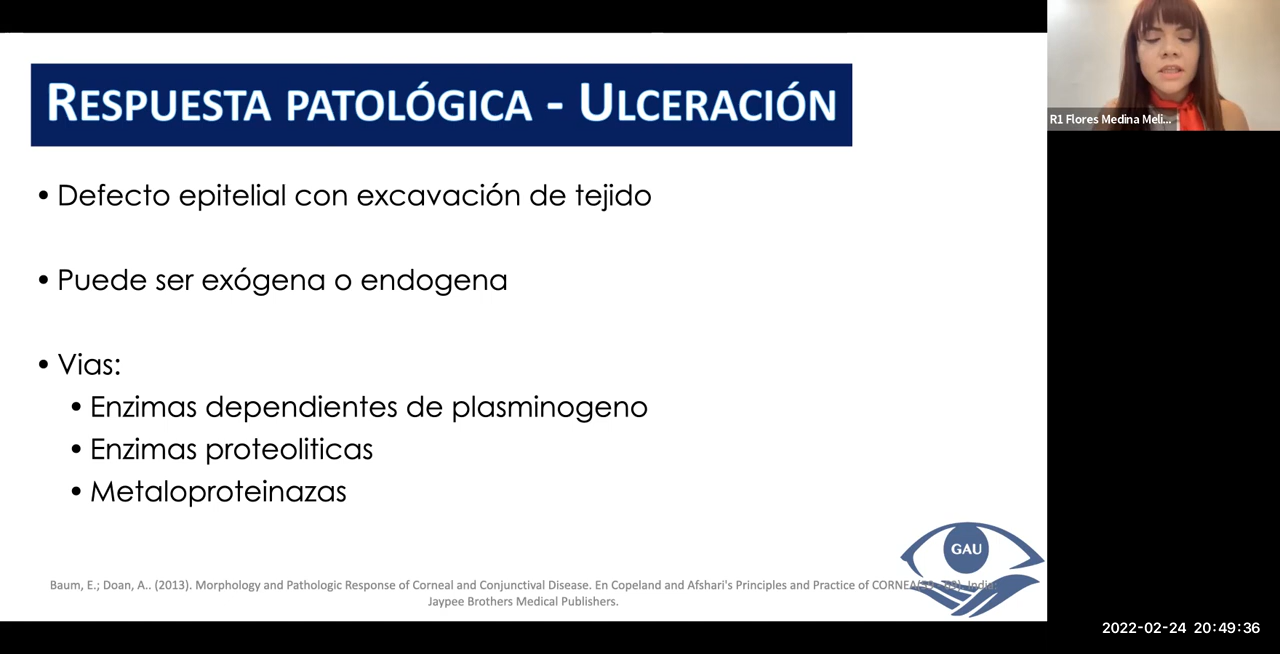 RESPUESTA PATOLÓGICA - ULCERACIÓN
R1 Flores Medina Meli...
• Defecto epitelial con excavación de tejido
• Puede ser exógena o endogena
• Vias:
• Enzimas dependientes de plasminogeno
• Enzimas proteoliticas
• Metaloproteinazas
GAU
Baum, E.; Doan, A.. (2013). Morphology and Pathologic Response of Corneal and Conjunctival Disease. En Copeland and Afshari's Principles and Practice of CORNEA
Jaypee Brothers Medical Publishers.
2022-02-24 20:49:36